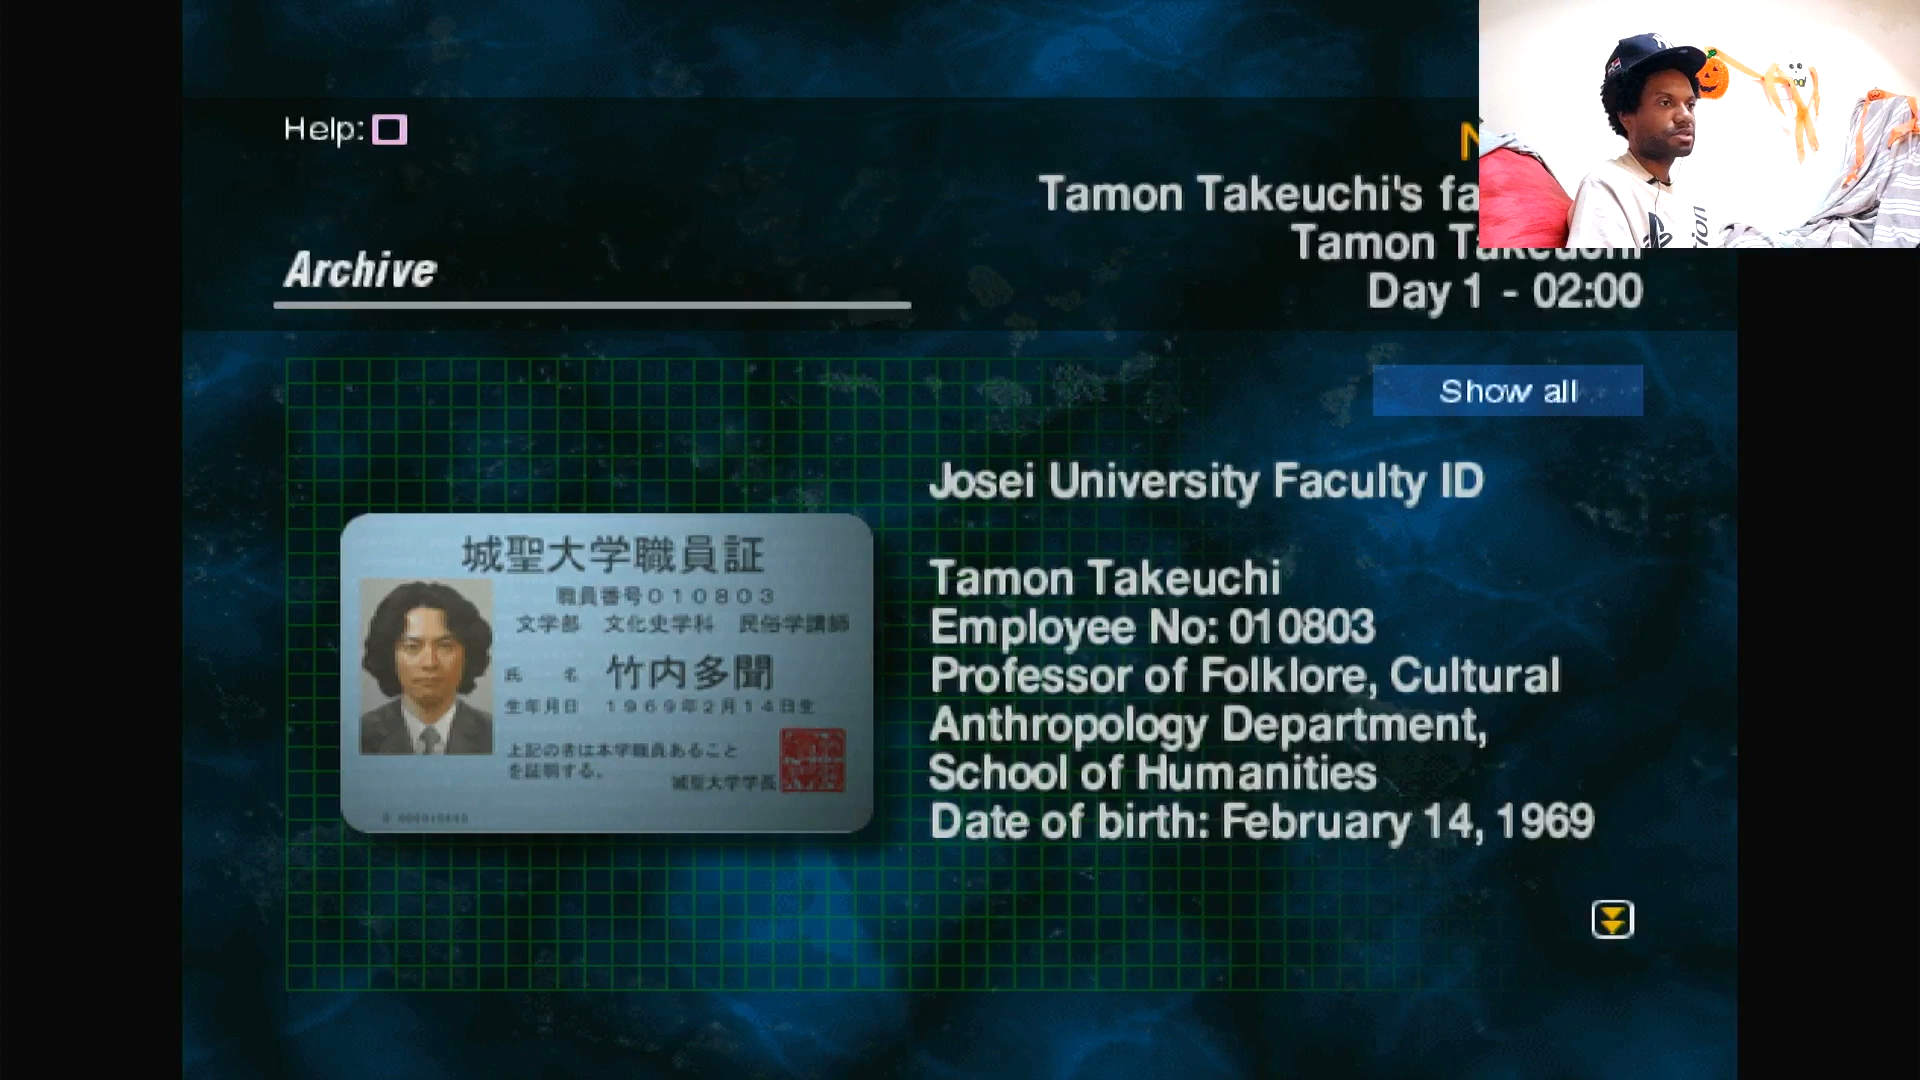 Help:
Tamon Takeuchi's fa
Tamon Takeuchi
Day 1 - 02:00
Archive
Show all
Josei University Faculty ID
Tamon Takeuchi
Employee No: 010803
Professor of Folklore, Cultural
Anthropology Department,
School of Humanities
Date of birth: February 14, 1969
城聖大学職員証
職員番号010803
文学部 文化史学科 民俗学講師
氏 名 竹内多聞
生年月日 1969年2月14日生
上記の者は本学職員あること
を証明する。
城聖大学学長